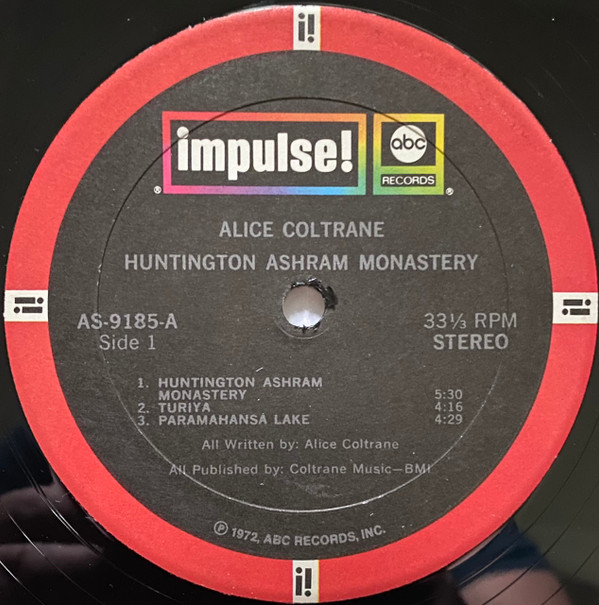 i!
impulse!
abc
RECORDS
® ®
ALICE COLTRANE
HUNTINGTON ASHRAM MONASTERY
i! i!
AS-9185-A 33⅓ RPM
Side 1 STEREO
1. HUNTINGTON ASHRAM
MONASTERY 5:30
2. TURIYA 4:16
3. PARAMAHANSA LAKE 4:29
All Written by: Alice Coltrane
All Published by: Coltrane Music—BMI
℗ 1972, ABC RECORDS, INC.
i!